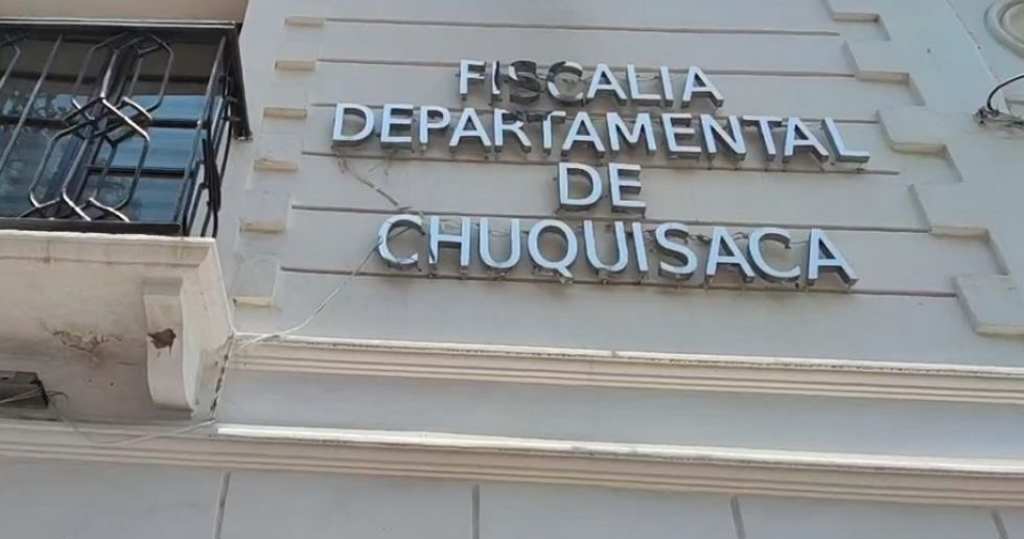 FISCALIA
DEPARTAMENTAL
DE
CHUQUISACA